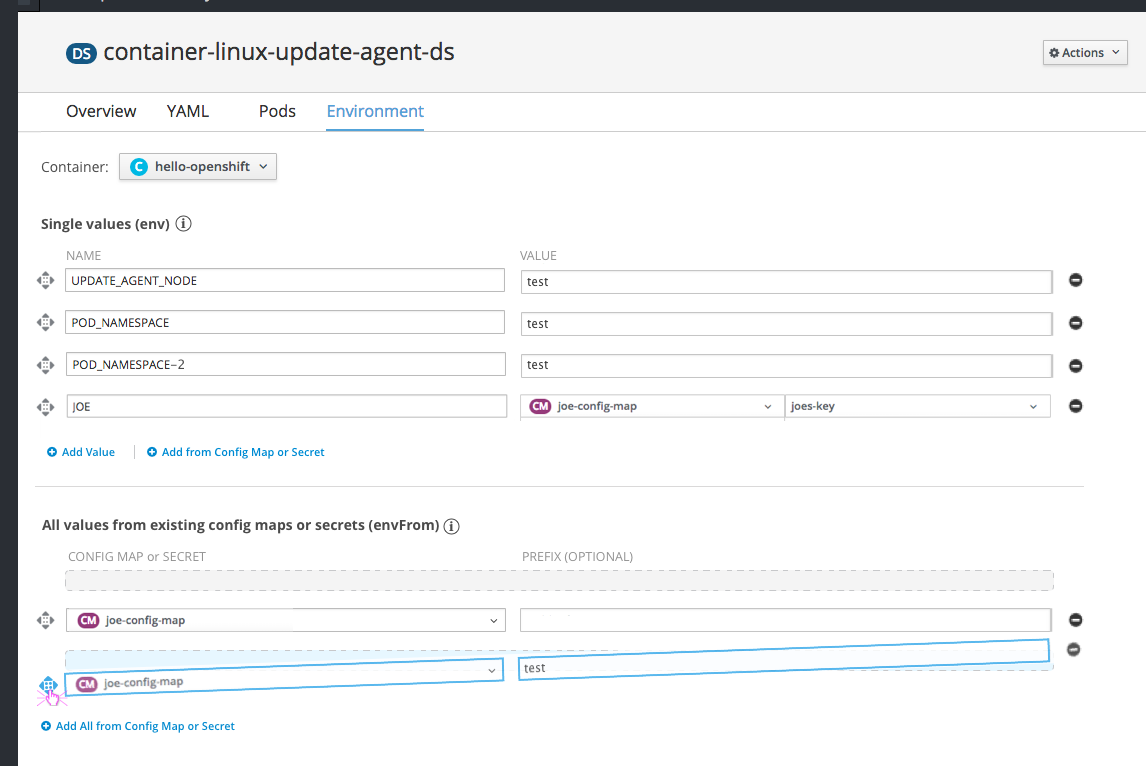 DS container-linux-update-agent-ds
Actions
Overview YAML Pods Environment
Container: C hello-openshift
Single values (env) i
NAME VALUE
UPDATE_AGENT_NODE test
POD_NAMESPACE test
POD_NAMESPACE–2 test
JOE CM joe-config-map joes-key
Add Value Add from Config Map or Secret
All values from existing config maps or secrets (envFrom) i
CONFIG MAP or SECRET PREFIX (OPTIONAL)
CM joe-config-map
CM joe-config-map test
Add All from Config Map or Secret